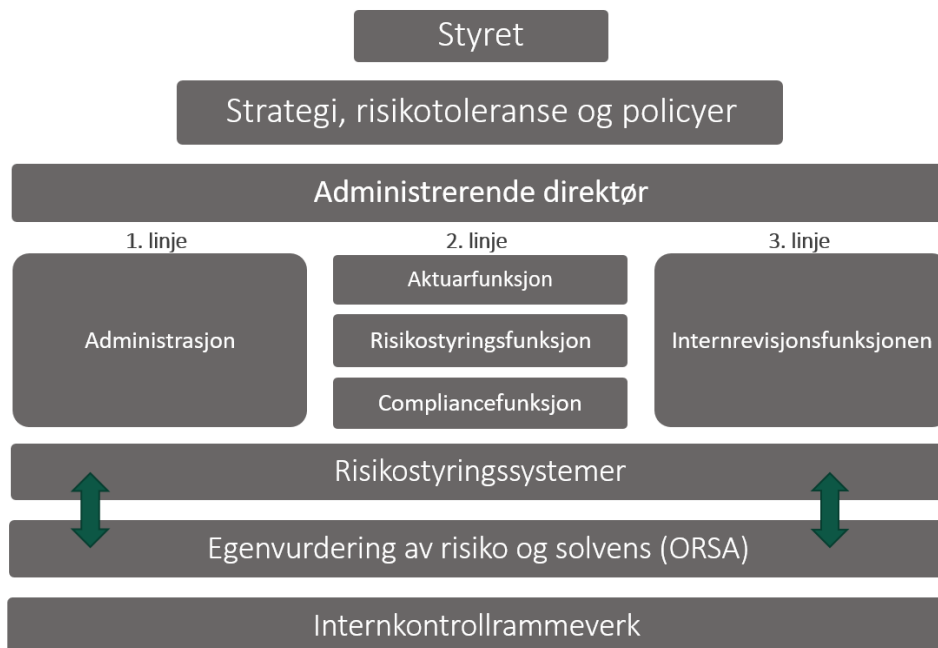 Styret
Strategi, risikotoleranse og policyer
Administrerende direktør
1. linje
2. linje
3. linje
Administrasjon
Aktuarfunksjon
Risikostyringsfunksjon
Compliancefunksjon
Internrevisjonsfunksjonen
Risikostyringssystemer
Egenvurdering av risiko og solvens (ORSA)
Internkontrollrammeverk